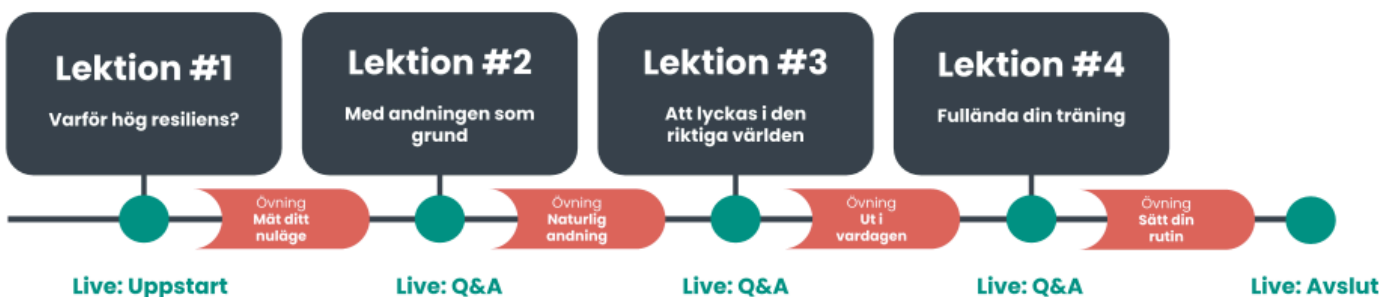 Lektion #1
Varför hög resiliens?
Lektion #2
Med andningen som
grund
Lektion #3
Att lyckas i den
riktiga världen
Lektion #4
Fullända din träning
Övning
Mät ditt
nuläge
Övning
Naturlig
andning
Övning
Ut i
vardagen
Övning
Sätt din
rutin
Live: Uppstart
Live: Q&A
Live: Q&A
Live: Q&A
Live: Avslut